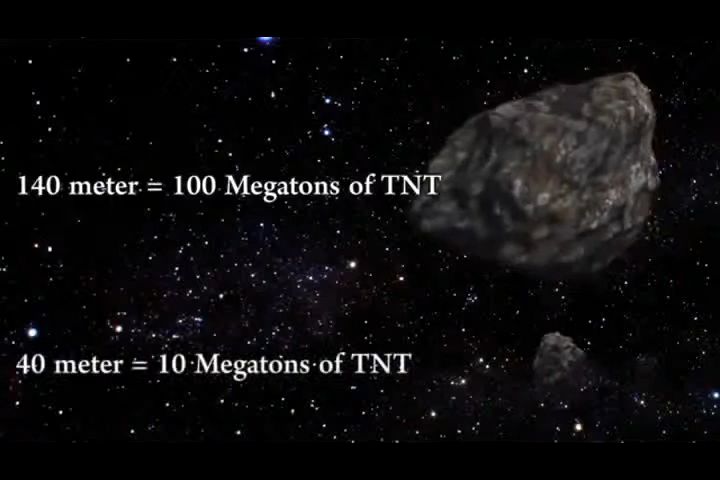 140 meter = 100 Megatons of TNT
40 meter = 10 Megatons of TNT